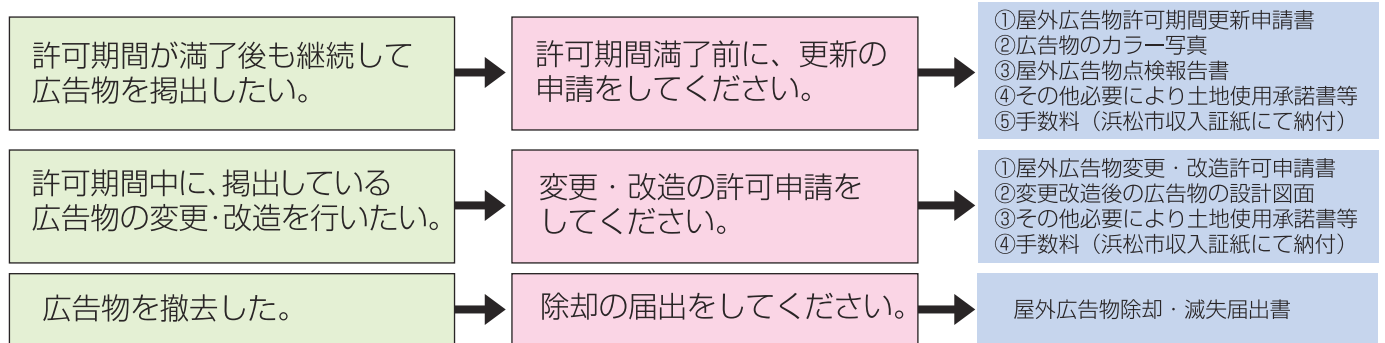 許可期間が満了後も継続して
広告物を掲出したい。
許可期間満了前に、更新の
申請をしてください。
①屋外広告物許可期間更新申請書
②広告物のカラー写真
③屋外広告物点検報告書
④その他必要により土地使用承諾書等
⑤手数料（浜松市収入証紙にて納付）
許可期間中に、掲出している
広告物の変更・改造を行いたい。
変更・改造の許可申請を
してください。
①屋外広告物変更・改造許可申請書
②変更改造後の広告物の設計図面
③その他必要により土地使用承諾書等
④手数料（浜松市収入証紙にて納付）
広告物を撤去した。
除却の届出をしてください。
屋外広告物除却・滅失届出書